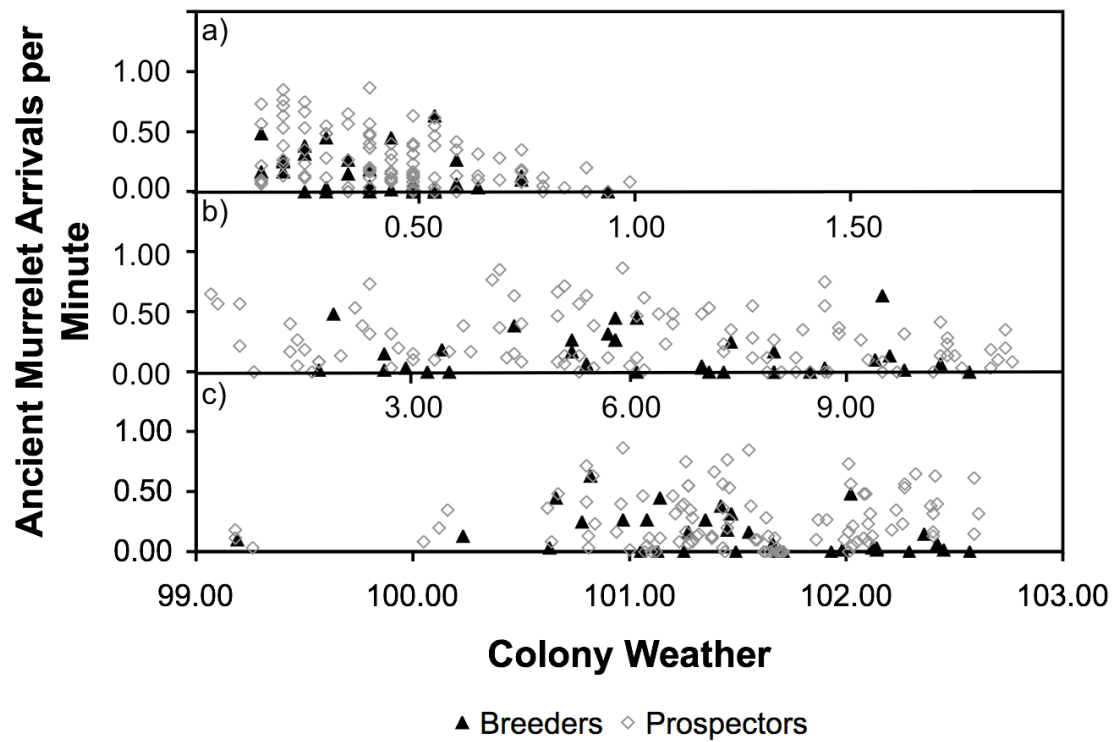 Ancient Murrelet Arrivals per
Minute
a)
1.00
0.50
0.00
0.50 1.00 1.50
b)
1.00
0.50
0.00
3.00 6.00 9.00
c)
1.00
0.50
0.00
99.00 100.00 101.00 102.00 103.00
Colony Weather
Breeders Prospectors